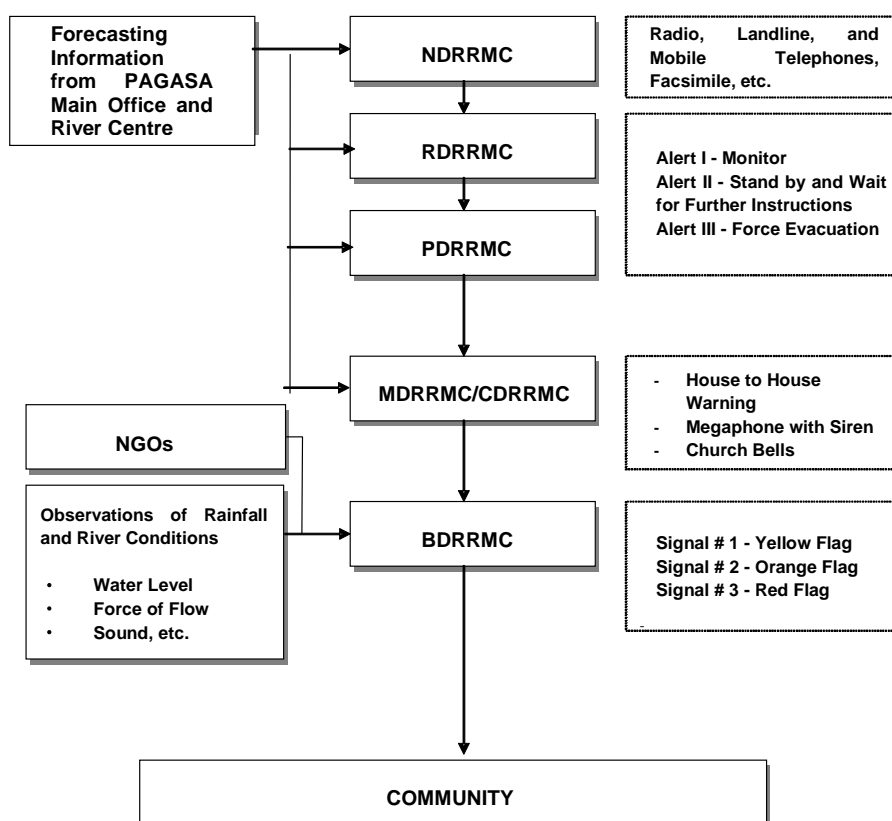 Forecasting
Information
from PAGASA
Main Office and
River Centre
NDRRMC
Radio, Landline, and
Mobile Telephones,
Facsimile, etc.
RDRRMC
Alert I - Monitor
Alert II - Stand by and Wait
for Further Instructions
Alert III - Force Evacuation
PDRRMC
MDRRMC/CDRRMC
- House to House
Warning
- Megaphone with Siren
- Church Bells
NGOs
Observations of Rainfall
and River Conditions
• Water Level
• Force of Flow
• Sound, etc.
BDRRMC
Signal # 1 - Yellow Flag
Signal # 2 - Orange Flag
Signal # 3 - Red Flag
-
COMMUNITY